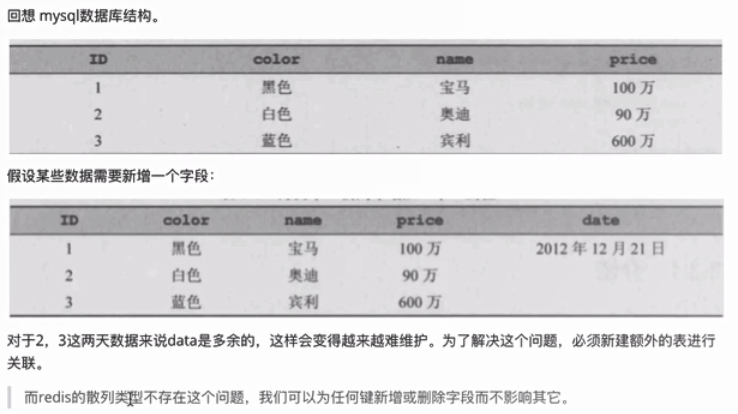 回想 mysql数据库结构。
ID color name price
1 黑色 宝马 100 万
2 白色 奥迪 90 万
3 蓝色 宾利 600 万
假设某些数据需要新增一个字段：
ID color name price date
1 黑色 宝马 100 万 2012 年 12 月 21 日
2 白色 奥迪 90 万
3 蓝色 宾利 600 万
对于2，3这两天数据来说data是多余的，这样会变得越来越难维护。为了解决这个问题，必须新建额外的表进行
关联。
而redis的散列类型不存在这个问题，我们可以为任何键新增或删除字段而不影响其它。